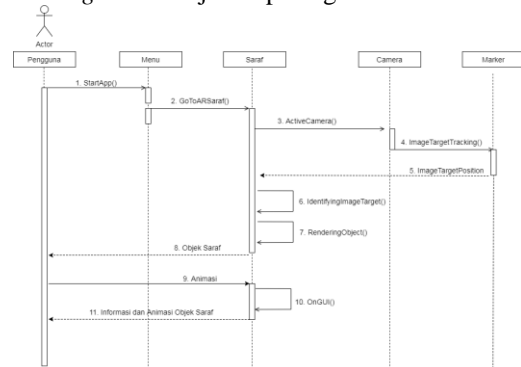 Actor
Pengguna
Menu
Saraf
Camera
Marker
1. StartApp()
2. GoToARSaraf()
3. ActiveCamera()
4. ImageTargetTracking()
5. ImageTargetPosition
6. IdentifyingImageTarget()
7. RenderingObject()
8. Objek Saraf
9. Animasi
10. OnGUI()
11. Informasi dan Animasi Objek Saraf